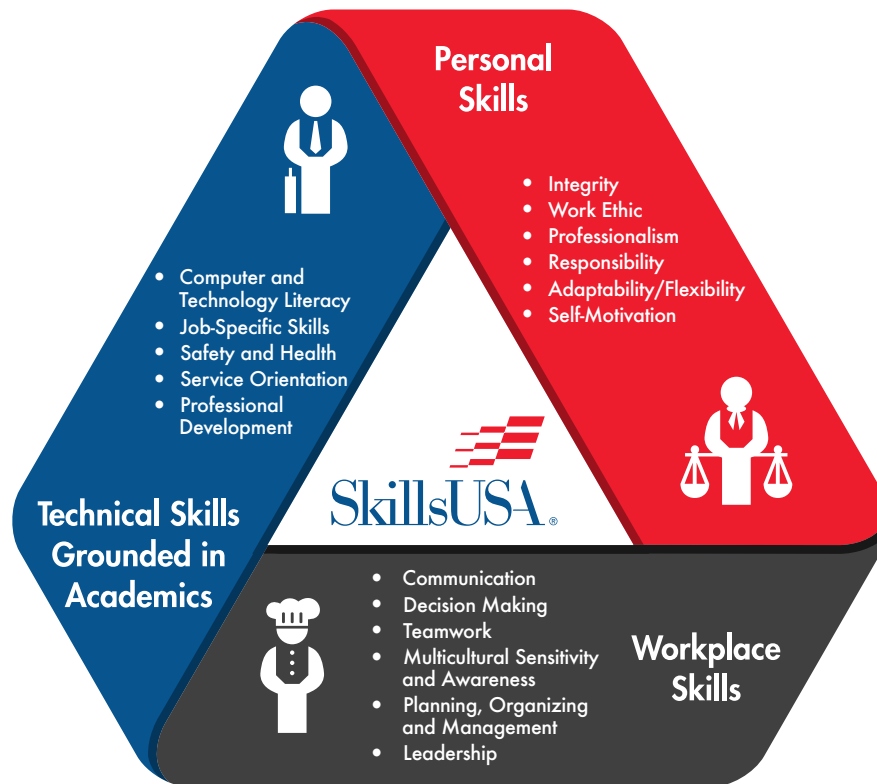 Personal
Skills
• Integrity
• Work Ethic
• Professionalism
• Responsibility
• Adaptability/Flexibility
• Self-Motivation
• Computer and
Technology Literacy
• Job-Specific Skills
• Safety and Health
• Service Orientation
• Professional
Development
Technical Skills
Grounded in
Academics
SkillsUSA®
• Communication
• Decision Making
• Teamwork
• Multicultural Sensitivity
and Awareness
• Planning, Organizing
and Management
• Leadership
Workplace
Skills